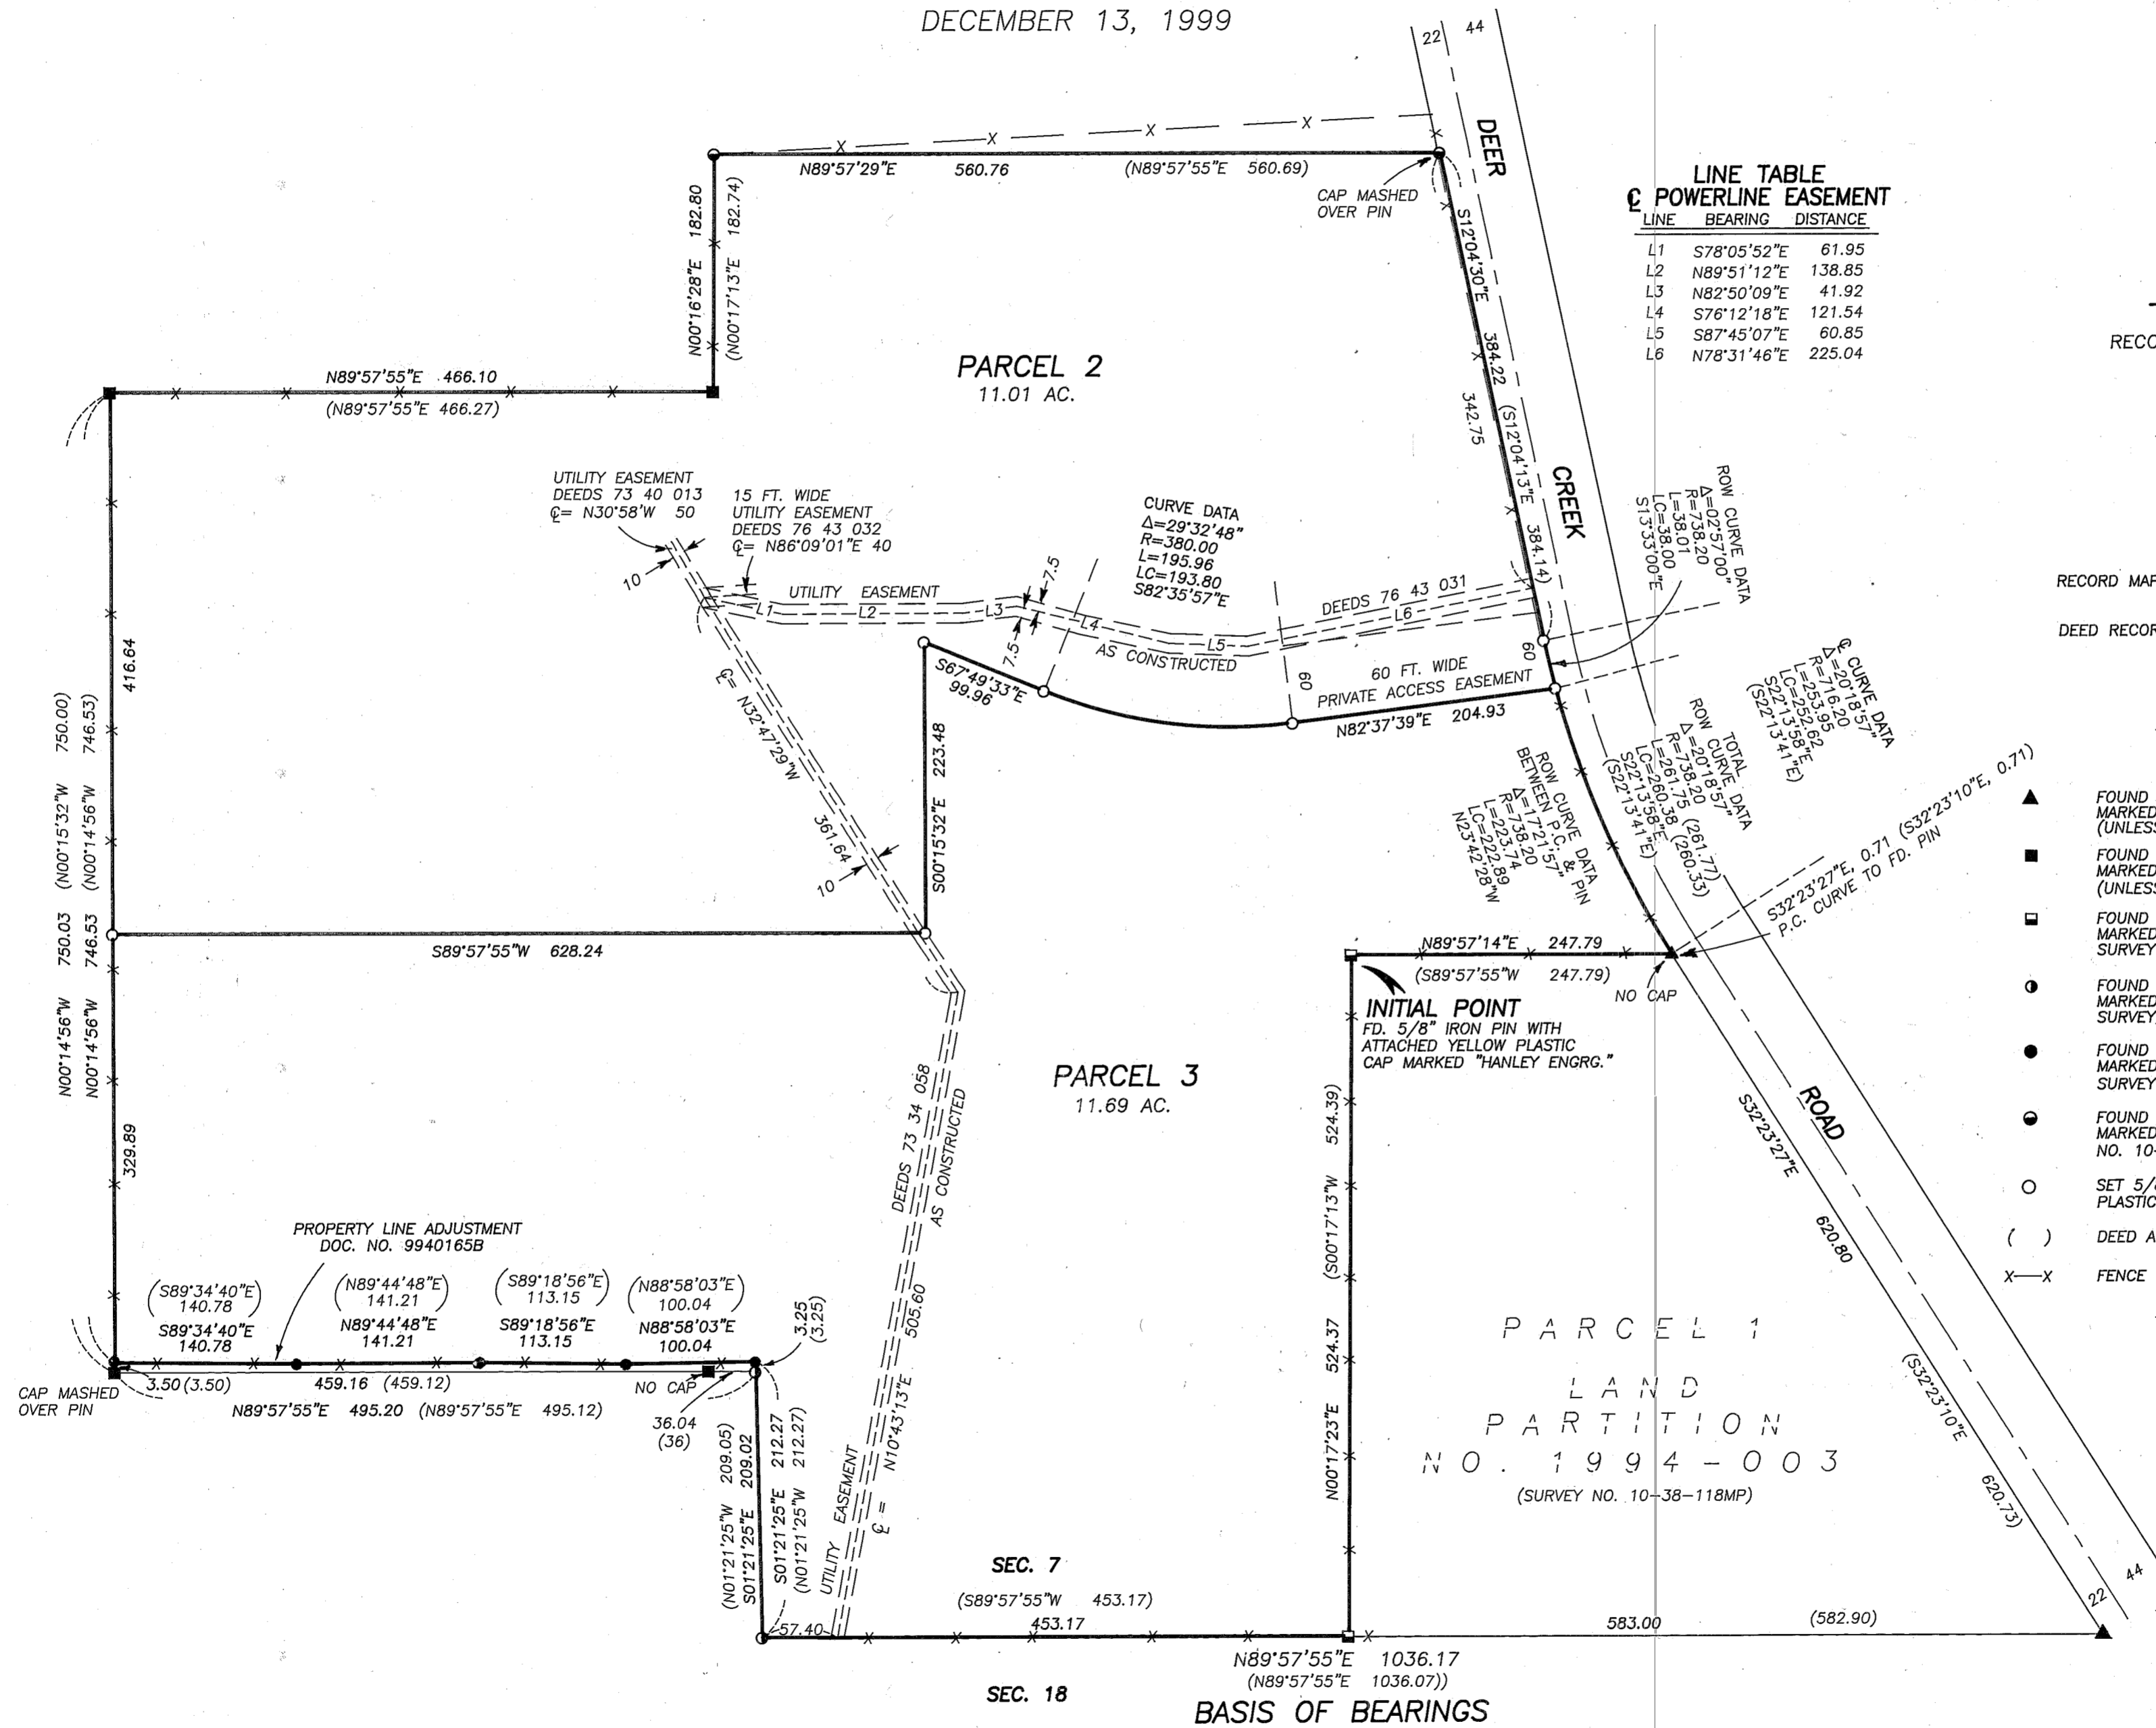 DECEMBER 13, 1999
22
44
DEER
CREEK
ROAD
N89°57'29"E 560.76 (N89°57'55"E 560.69)
CAP MASHED
OVER PIN
N00°16'28"E 182.80
(N00°17'13"E 182.74)
N89°57'55"E 466.10
(N89°57'55"E 466.27)
PARCEL 2
11.01 AC.
S12°04'30"E 384.22 (S12°04'13"E 384.14)
342.75
LINE TABLE
℄ POWERLINE EASEMENT
LINE BEARING DISTANCE
L1 S78°05'52"E 61.95
L2 N89°51'12"E 138.85
L3 N82°50'09"E 41.92
L4 S76°12'18"E 121.54
L5 S87°45'07"E 60.85
L6 N78°31'46"E 225.04
RECO
RECORD MAP
DEED RECOR
UTILITY EASEMENT
DEEDS 73 40 013
℄= N30°58'W 50
15 FT. WIDE
UTILITY EASEMENT
DEEDS 76 43 032
℄= N86°09'01"E 40
10
UTILITY EASEMENT
L1
L2
L3
L4
L5
L6
7.5
7.5
DEEDS 76 43 031
AS CONSTRUCTED
CURVE DATA
Δ=29°32'48"
R=380.00
L=195.96
LC=193.80
S82°35'57"E
ROW CURVE DATA
Δ=02°57'00"
R=738.20
L=38.01
LC=38.00
S13°33'00"E
℄ CURVE DATA
Δ=20°18'57"
R=716.20
L=253.95
LC=252.62
S22°13'58"E
(S22°13'41"E)
TOTAL
ROW CURVE DATA
Δ=20°18'57"
R=738.20
L=261.75 (261.77)
LC=260.38 (260.33)
S22°13'58"E
(S22°13'41"E)
ROW CURVE DATA
BETWEEN P.C. & PIN
Δ=17°21'57"
R=738.20
L=223.74
LC=222.89
N23°42'28"W
60
60
60 FT. WIDE
PRIVATE ACCESS EASEMENT
N82°37'39"E 204.93
S67°49'33"E
99.96
S00°15'32"E 223.48
℄= N32°47'29"W 361.64
10
S89°57'55"W 628.24
416.64
329.89
N00°14'56"W 750.03 (N00°15'32"W 750.00)
N00°14'56"W 746.53 (N00°14'56"W 746.53)
S32°23'27"E, 0.71 (S32°23'10"E, 0.71)
P.C. CURVE TO FD. PIN
N89°57'14"E 247.79
(S89°57'55"W 247.79)
NO CAP
INITIAL POINT
FD. 5/8" IRON PIN WITH
ATTACHED YELLOW PLASTIC
CAP MARKED "HANLEY ENGRG."
PARCEL 3
11.69 AC.
N00°17'23"E 524.37 (S00°17'13"W 524.39)
S32°23'27"E 620.80
(S32°23'10"E 620.73)
FOUND
MARKED
(UNLESS
FOUND
MARKED
(UNLESS
FOUND
MARKED
SURVEY
FOUND
MARKED
SURVEY
FOUND
MARKED
SURVEY
FOUND
MARKED
NO. 10-
SET 5/8
PLASTIC
( ) DEED A
X—X FENCE
PROPERTY LINE ADJUSTMENT
DOC. NO. 9940165B
(S89°34'40"E) (N89°44'48"E) (S89°18'56"E) (N88°58'03"E)
(140.78) (141.21) (113.15) (100.04)
S89°34'40"E N89°44'48"E S89°18'56"E N88°58'03"E
140.78 141.21 113.15 100.04
3.25
(3.25)
CAP MASHED
OVER PIN
3.50 (3.50)
459.16 (459.12)
NO CAP
N89°57'55"E 495.20 (N89°57'55"E 495.12)
36.04
(36)
(N01°21'25"W 209.05)
S01°21'25"E 209.02
S01°21'25"E 212.27
(N01°21'25"W 212.27)
UTILITY EASEMENT DEEDS 73 34 058
℄ = N10°43'13"E 505.60
AS CONSTRUCTED
57.40
SEC. 7
(S89°57'55"W 453.17)
453.17
PARCEL 1
LAND
PARTITION
NO. 1994-003
(SURVEY NO. 10-38-118MP)
583.00 (582.90)
22
44
N89°57'55"E 1036.17
(N89°57'55"E 1036.07))
SEC. 18
BASIS OF BEARINGS